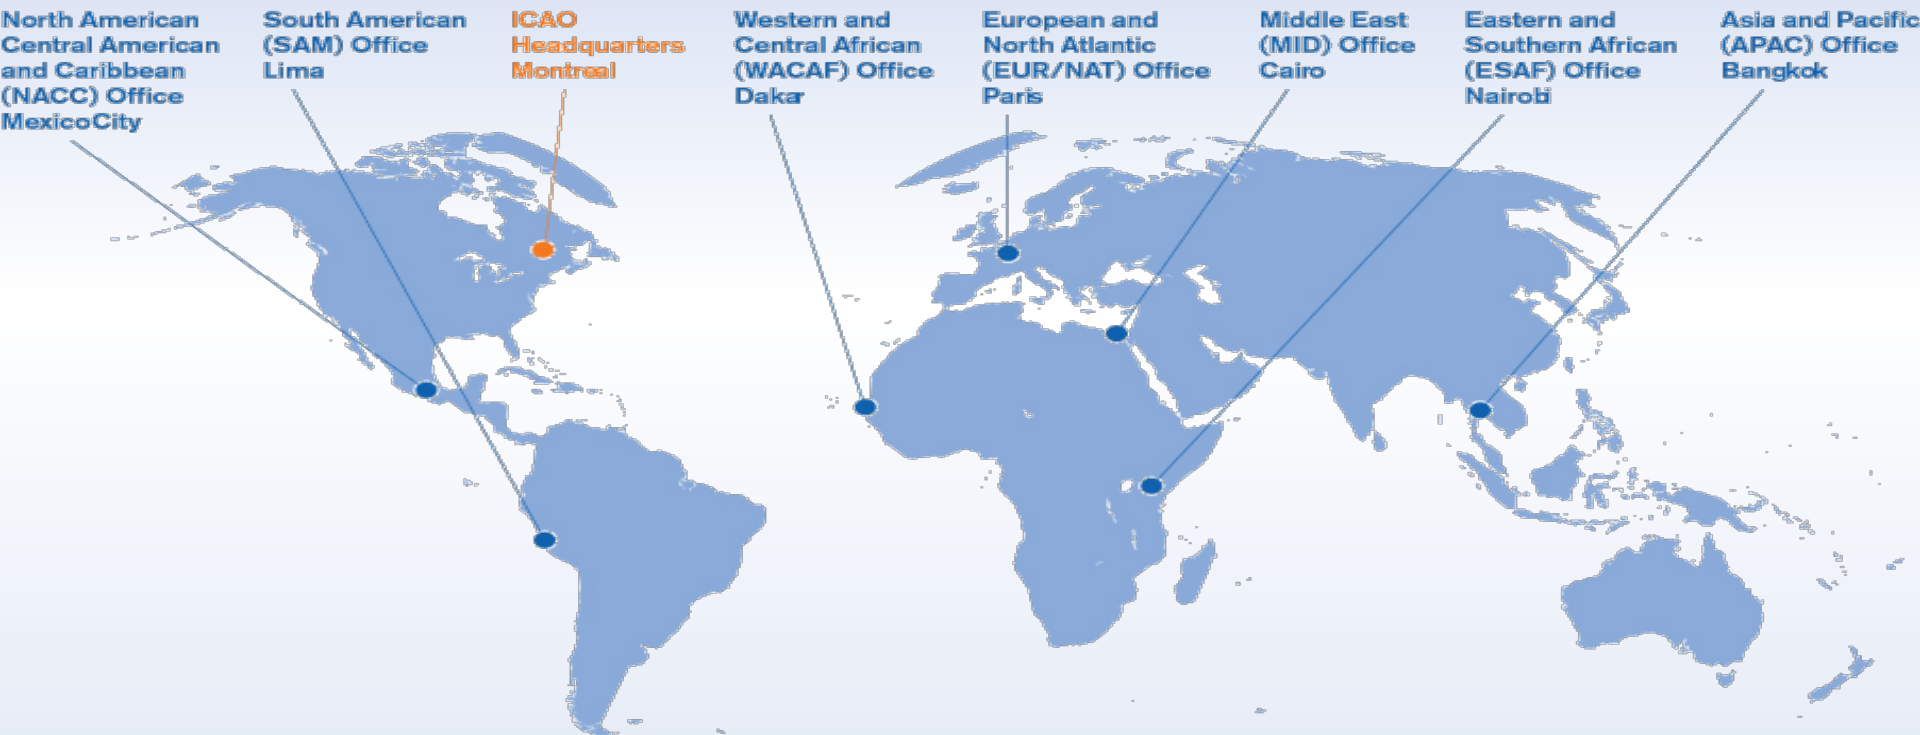 North American
Central American
and Caribbean
(NACC) Office
MexicoCity
South American
(SAM) Office
Lima
ICAO
Headquarters
Montreal
Western and
Central African
(WACAF) Office
Dakar
European and
North Atlantic
(EUR/NAT) Office
Paris
Middle East
(MID) Office
Cairo
Eastern and
Southern African
(ESAF) Office
Nairobi
Asia and Pacific
(APAC) Office
Bangkok